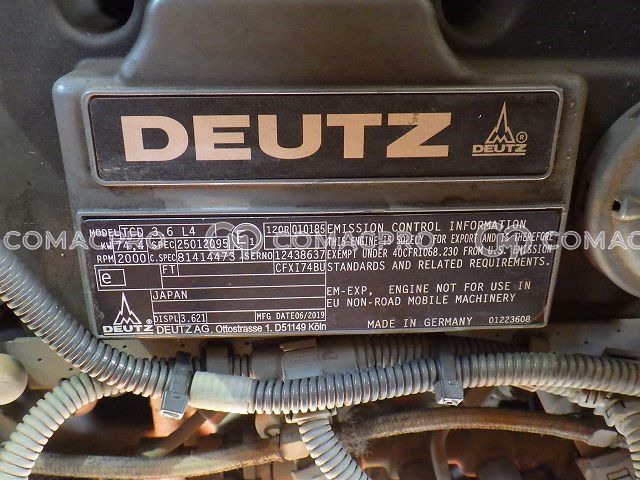 DEUTZ
DEUTZ ®
MODEL TCD 3.6 L4 120R 010185
KW 74,4 SPEC 25012095
RPM 2000 C.SPEC 81414473 SERNO 12438637
e FT CFXI74BU
JAPAN
DISPL 3.621 MFG DATE 06/2019
DEUTZ DEUTZ AG, Ottostrasse 1, D51149 Köln
EMISSION CONTROL INFORMATION
THIS ENGINE IS SOLELY FOR EXPORT AND IS THEREFORE
EXEMPT UNDER 40CFR1068.230 FROM U.S. EMISSION
STANDARDS AND RELATED REQUIREMENTS.
EM-EXP, ENGINE NOT FOR USE IN
EU NON-ROAD MOBILE MACHINERY
MADE IN GERMANY 01223608